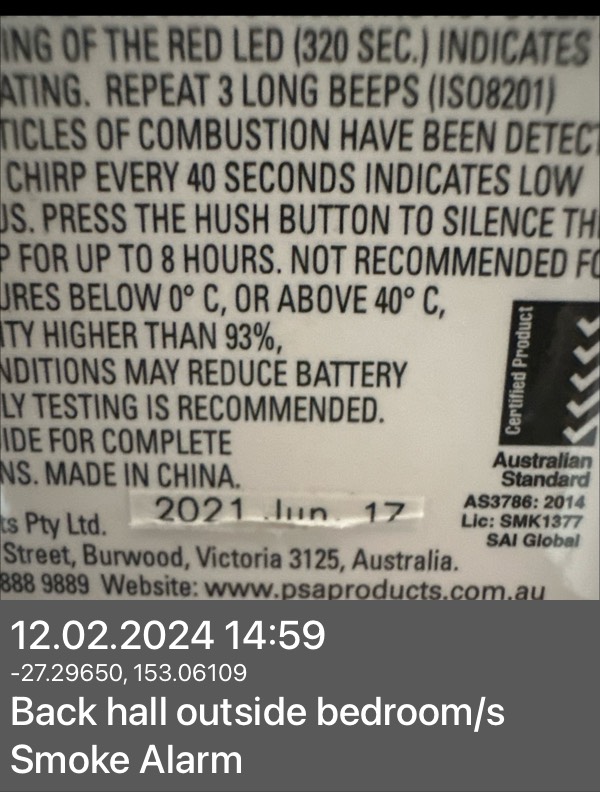 ING OF THE RED LED (320 SEC.) INDICATES
ATING. REPEAT 3 LONG BEEPS (ISO8201)
TICLES OF COMBUSTION HAVE BEEN DETECT
CHIRP EVERY 40 SECONDS INDICATES LOW
US. PRESS THE HUSH BUTTON TO SILENCE TH
P FOR UP TO 8 HOURS. NOT RECOMMENDED FO
URES BELOW 0° C, OR ABOVE 40° C,
ITY HIGHER THAN 93%,
NDITIONS MAY REDUCE BATTERY
LY TESTING IS RECOMMENDED.
IDE FOR COMPLETE
NS. MADE IN CHINA.
2021 Jun. 17
ts Pty Ltd.
Street, Burwood, Victoria 3125, Australia.
888 9889 Website: www.psaproducts.com.au
Certified Product
Australian
Standard
AS3786: 2014
Lic: SMK1377
SAI Global
12.02.2024 14:59
-27.29650, 153.06109
Back hall outside bedroom/s
Smoke Alarm